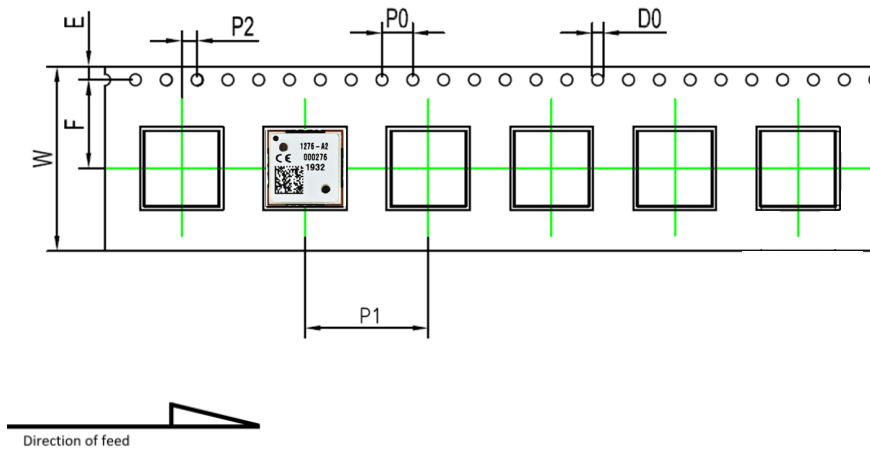 E
P2
P0
D0
F
W
1276-A2
CE 000276
1932
P1
Direction of feed